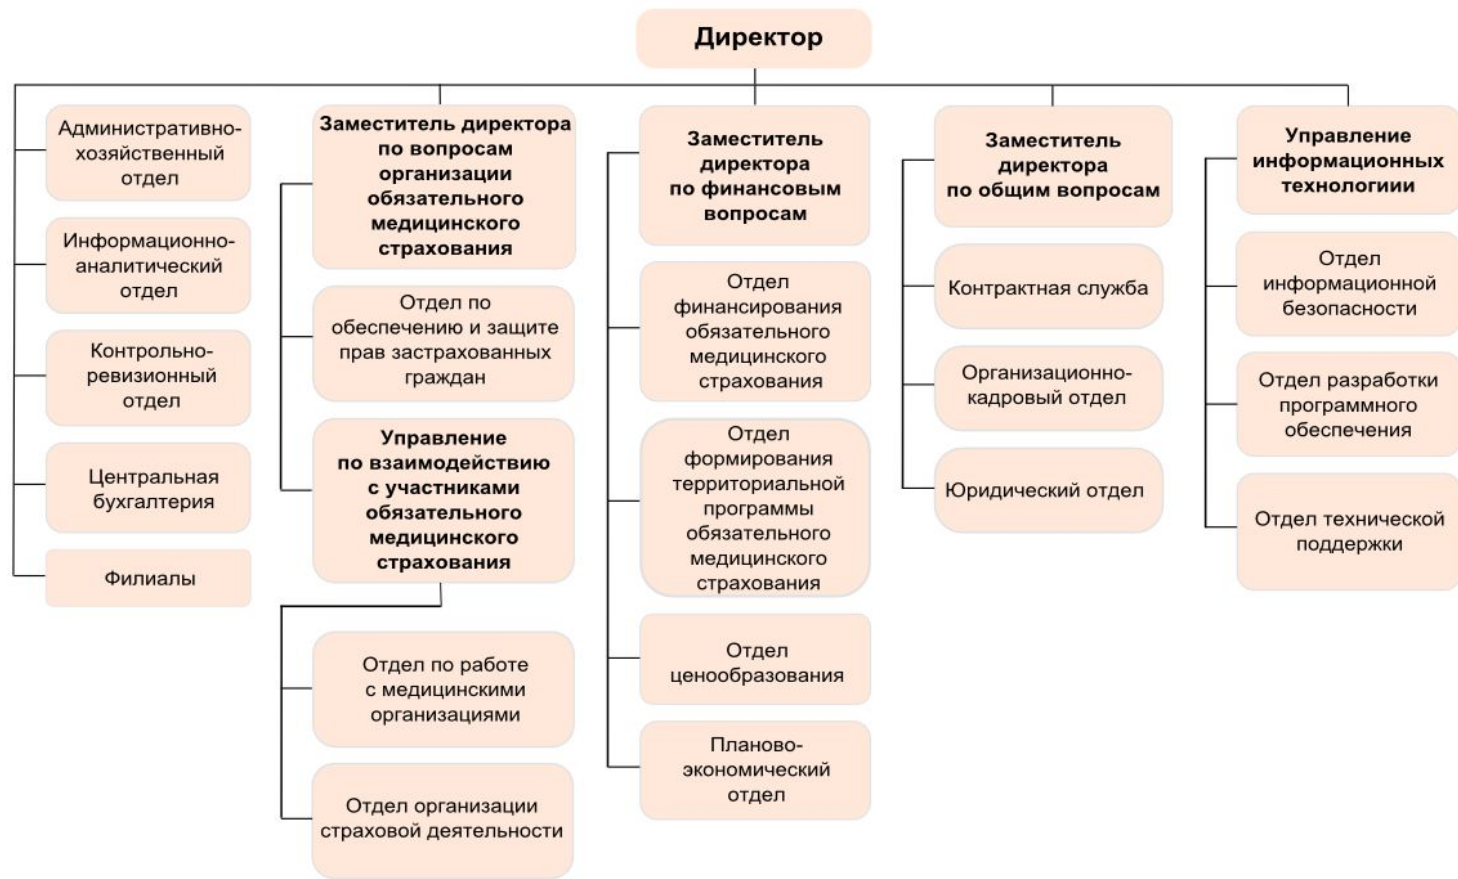 Директор
Административно-
хозяйственный
отдел
Информационно-
аналитический
отдел
Контрольно-
ревизионный
отдел
Центральная
бухгалтерия
Филиалы
Заместитель директора
по вопросам
организации
обязательного
медицинского
страхования
Отдел по
обеспечению и защите
прав застрахованных
граждан
Управление
по взаимодействию
с участниками
обязательного
медицинского
страхования
Отдел по работе
с медицинскими
организациями
Отдел организации
страховой деятельности
Заместитель
директора
по финансовым
вопросам
Отдел
финансирования
обязательного
медицинского
страхования
Отдел
формирования
территориальной
программы
обязательного
медицинского
страхования
Отдел
ценообразования
Планово-
экономический
отдел
Заместитель
директора
по общим вопросам
Контрактная служба
Организационно-
кадровый отдел
Юридический отдел
Управление
информационных
технологиии
Отдел
информационной
безопасности
Отдел разработки
программного
обеспечения
Отдел технической
поддержки